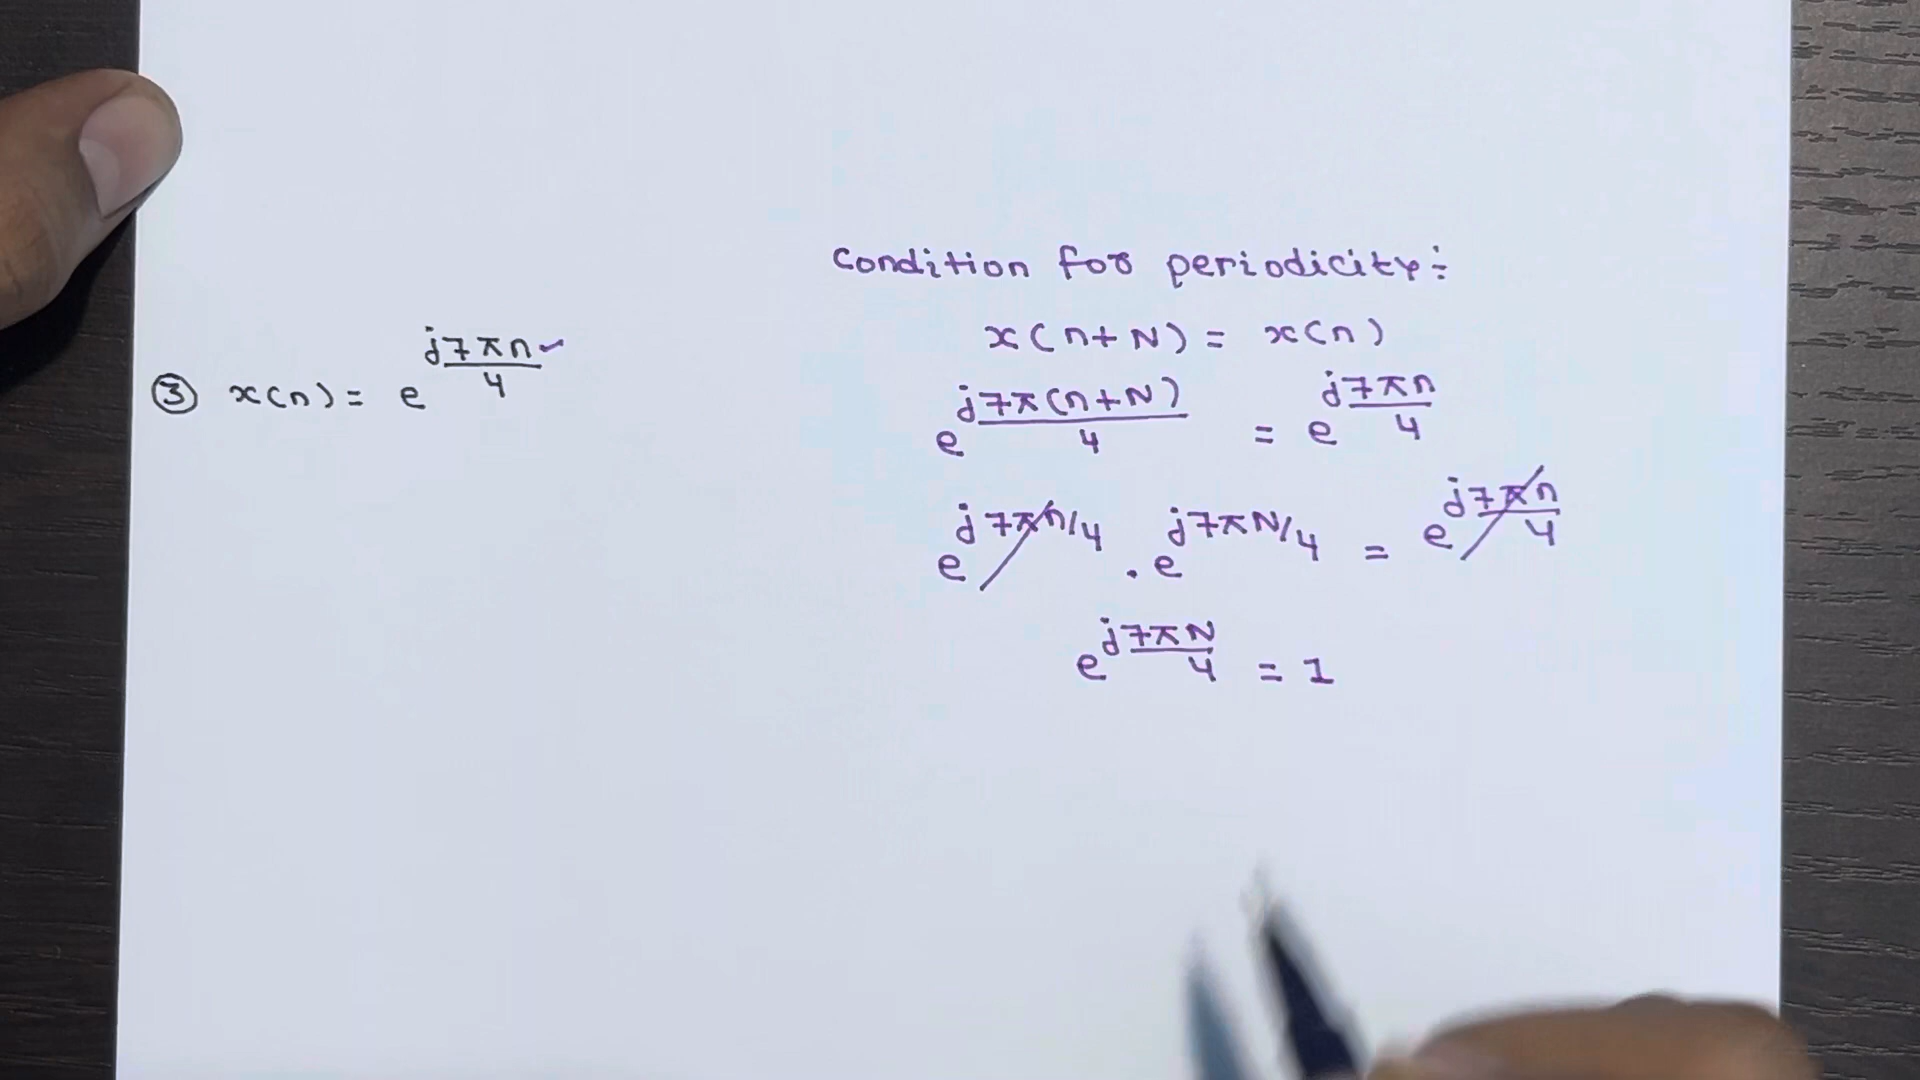 ③ x(n) = e^(j7πn/4)
Condition for periodicity:
x(n+N) = x(n)
e^(j7π(n+N)/4) = e^(j7πn/4)
e^(j7πn/4) . e^(j7πN/4) = e^(j7πn/4)
e^(j7πN/4) = 1